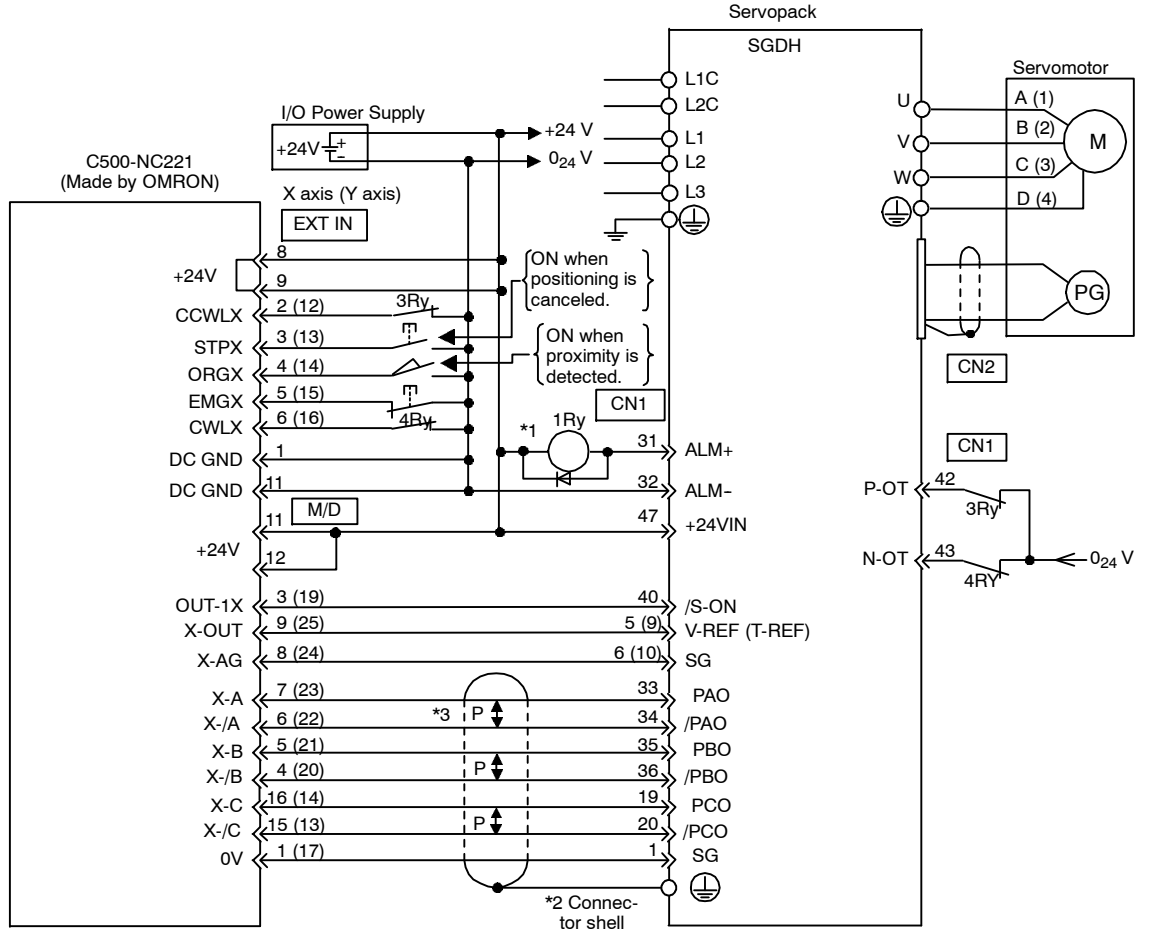 Servopack
SGDH
L1C
L2C
L1
L2
L3
I/O Power Supply
+24V
+
−
+24 V
0₂₄ V
C500-NC221
(Made by OMRON)
X axis (Y axis)
EXT IN
Servomotor
U
V
W
A (1)
B (2)
C (3)
D (4)
M
PG
CN2
+24V
8
9
CCWLX
2 (12)
3Ry
STPX
3 (13)
ORGX
4 (14)
EMGX
5 (15)
CWLX
6 (16)
4Ry
DC GND
1
DC GND
11
ON when
positioning is
canceled.
ON when
proximity is
detected.
CN1
*1
1Ry
31
ALM+
32
ALM−
M/D
+24V
11
12
47
+24VIN
CN1
P-OT
42
3Ry
N-OT
43
4RY
0₂₄ V
OUT-1X
3 (19)
40
/S-ON
X-OUT
9 (25)
5 (9)
V-REF (T-REF)
X-AG
8 (24)
6 (10)
SG
X-A
7 (23)
*3
P
33
PAO
X-/A
6 (22)
34
/PAO
X-B
5 (21)
P
35
PBO
X-/B
4 (20)
36
/PBO
X-C
16 (14)
P
19
PCO
X-/C
15 (13)
20
/PCO
0V
1 (17)
1
SG
*2 Connec-
tor shell